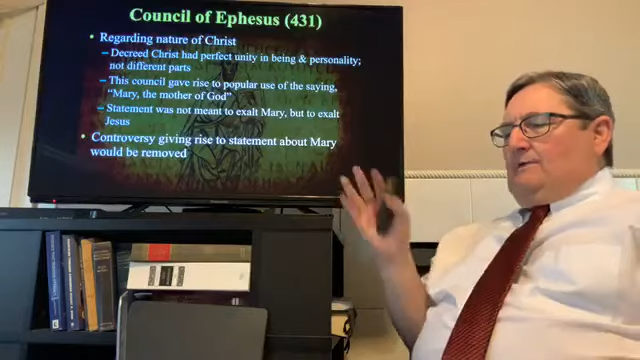 Council of Ephesus (431)
• Regarding nature of Christ
–Decreed Christ had perfect unity in being & personality;
not different parts
–This council gave rise to popular use of the saying,
"Mary, the mother of God"
–Statement was not meant to exalt Mary, but to exalt
Jesus
• Controversy giving rise to statement about Mary
would be removed